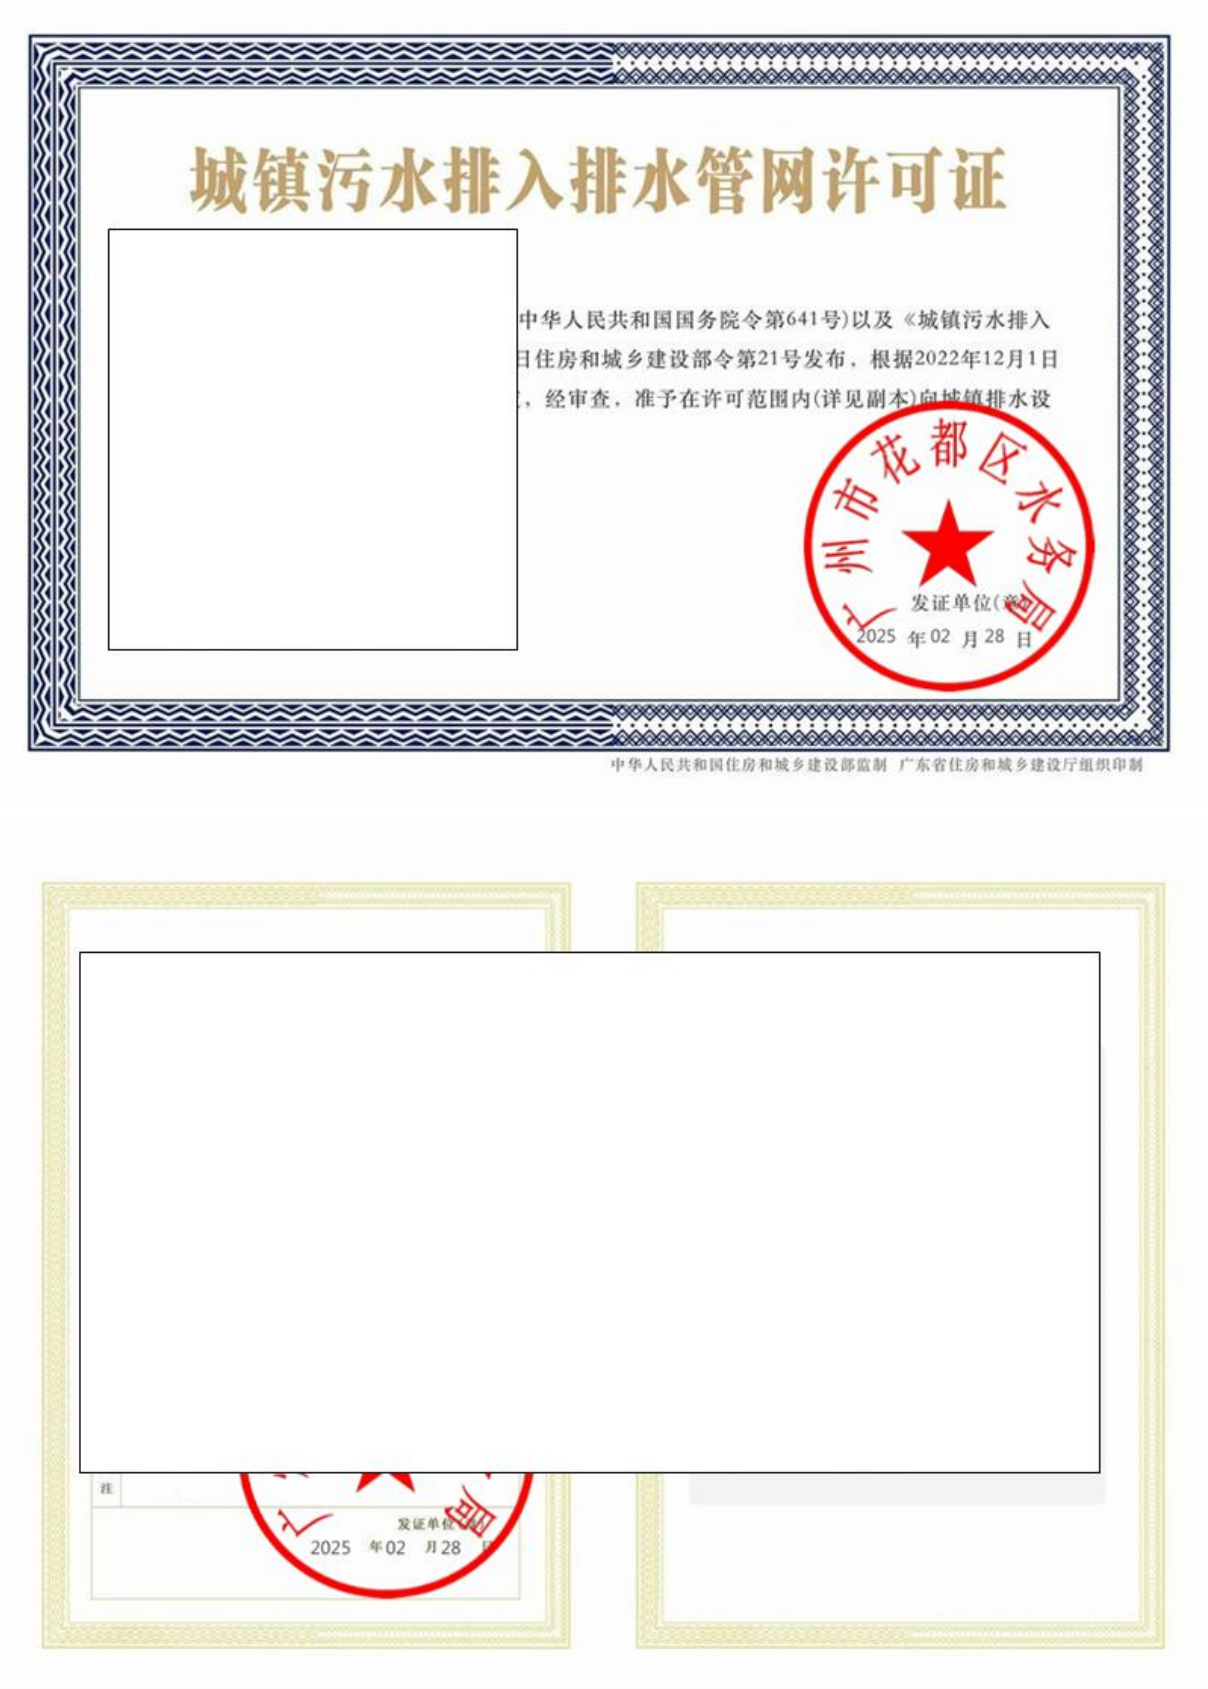 城镇污水排入排水管网许可证
中华人民共和国国务院令第641号)以及《城镇污水排入
日住房和城乡建设部令第21号发布，根据2022年12月1日
，经审查，准予在许可范围内(详见副本)向城镇排水设
广州市花都区水务局
发证单位(章)
2025 年 02 月 28 日
中华人民共和国住房和城乡建设部监制 广东省住房和城乡建设厅组织印制
注
广 局
发证单位(章)
2025 年 02 月 28 日